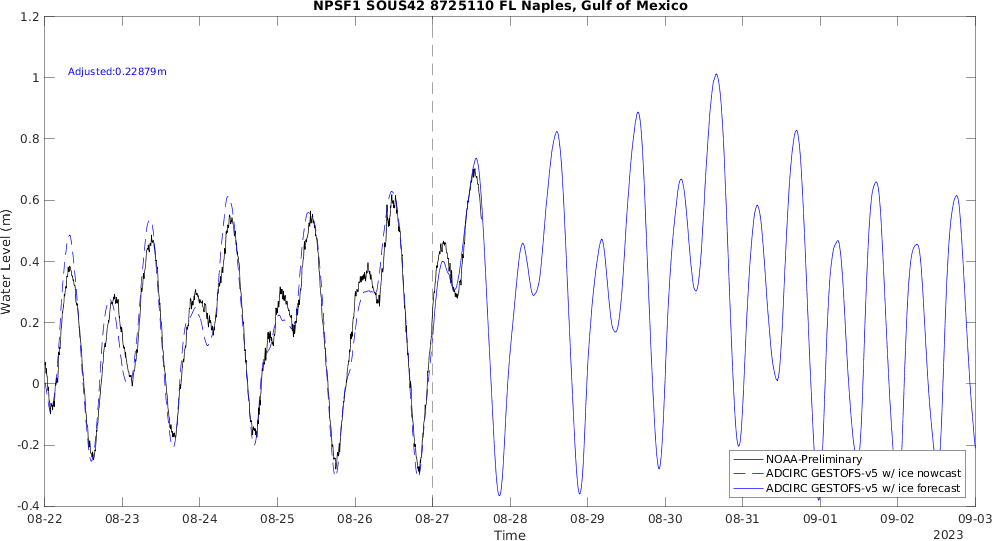 NPSF1 SOUS42 8725110 FL Naples, Gulf of Mexico
1.2
1
0.8
0.6
0.4
0.2
0
-0.2
-0.4
Water Level (m)
Adjusted:0.22879m
NOAA-Preliminary
ADCIRC GESTOFS-v5 w/ ice nowcast
ADCIRC GESTOFS-v5 w/ ice forecast
08-22 08-23 08-24 08-25 08-26 08-27 08-28 08-29 08-30 08-31 09-01 09-02 09-03
Time
2023